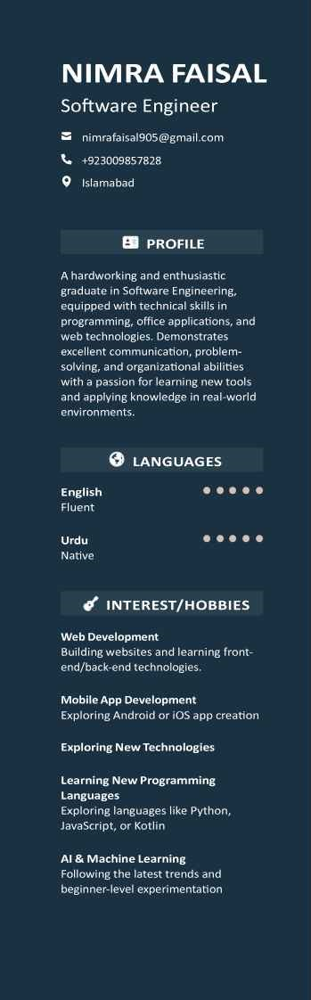 NIMRA FAISAL
Software Engineer
nimrafaisal905@gmail.com
+923009857828
Islamabad
PROFILE
A hardworking and enthusiastic
graduate in Software Engineering,
equipped with technical skills in
programming, office applications, and
web technologies. Demonstrates
excellent communication, problem-
solving, and organizational abilities
with a passion for learning new tools
and applying knowledge in real-world
environments.
LANGUAGES
English
Fluent
Urdu
Native
INTEREST/HOBBIES
Web Development
Building websites and learning front-
end/back-end technologies.
Mobile App Development
Exploring Android or iOS app creation
Exploring New Technologies
Learning New Programming
Languages
Exploring languages like Python,
JavaScript, or Kotlin
AI & Machine Learning
Following the latest trends and
beginner-level experimentation